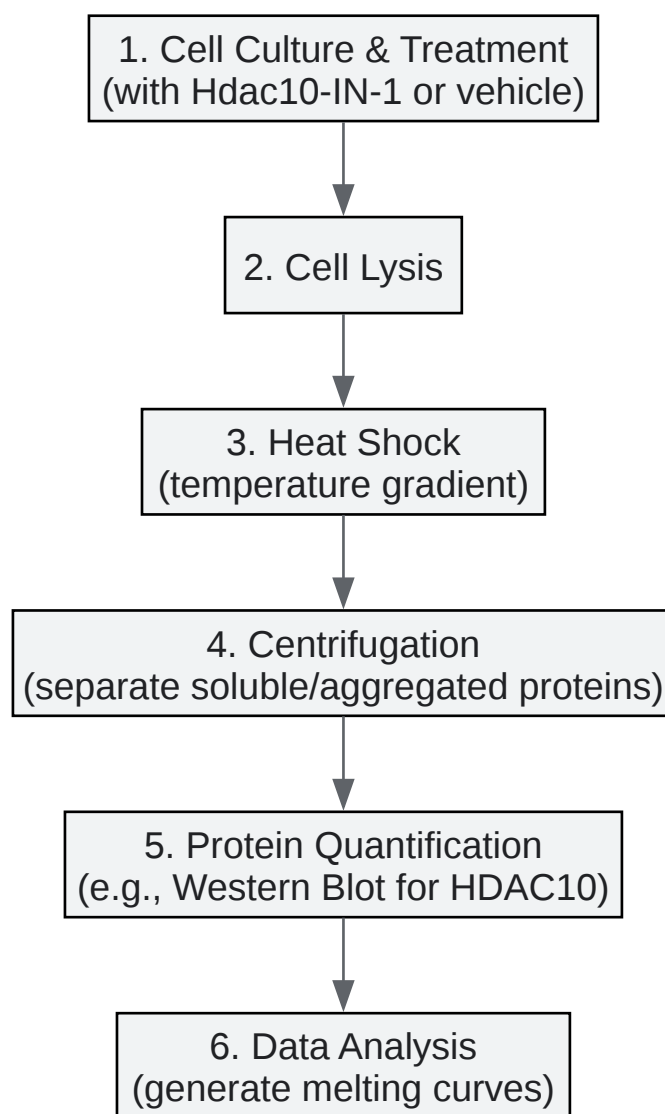 1. Cell Culture & Treatment
(with Hdac10-IN-1 or vehicle)
2. Cell Lysis
3. Heat Shock
(temperature gradient)
4. Centrifugation
(separate soluble/aggregated proteins)
5. Protein Quantification
(e.g., Western Blot for HDAC10)
6. Data Analysis
(generate melting curves)